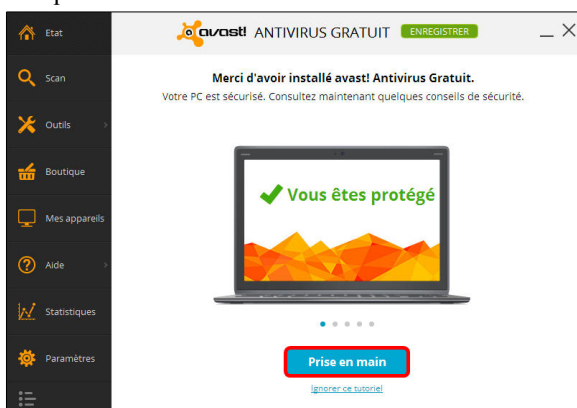 Etat
Scan
Outils
Boutique
Mes appareils
Aide
Statistiques
Paramètres
avast! ANTIVIRUS GRATUIT ENREGISTRER
Merci d'avoir installé avast! Antivirus Gratuit.
Votre PC est sécurisé. Consultez maintenant quelques conseils de sécurité.
Vous êtes protégé
Prise en main
Ignorer ce tutoriel